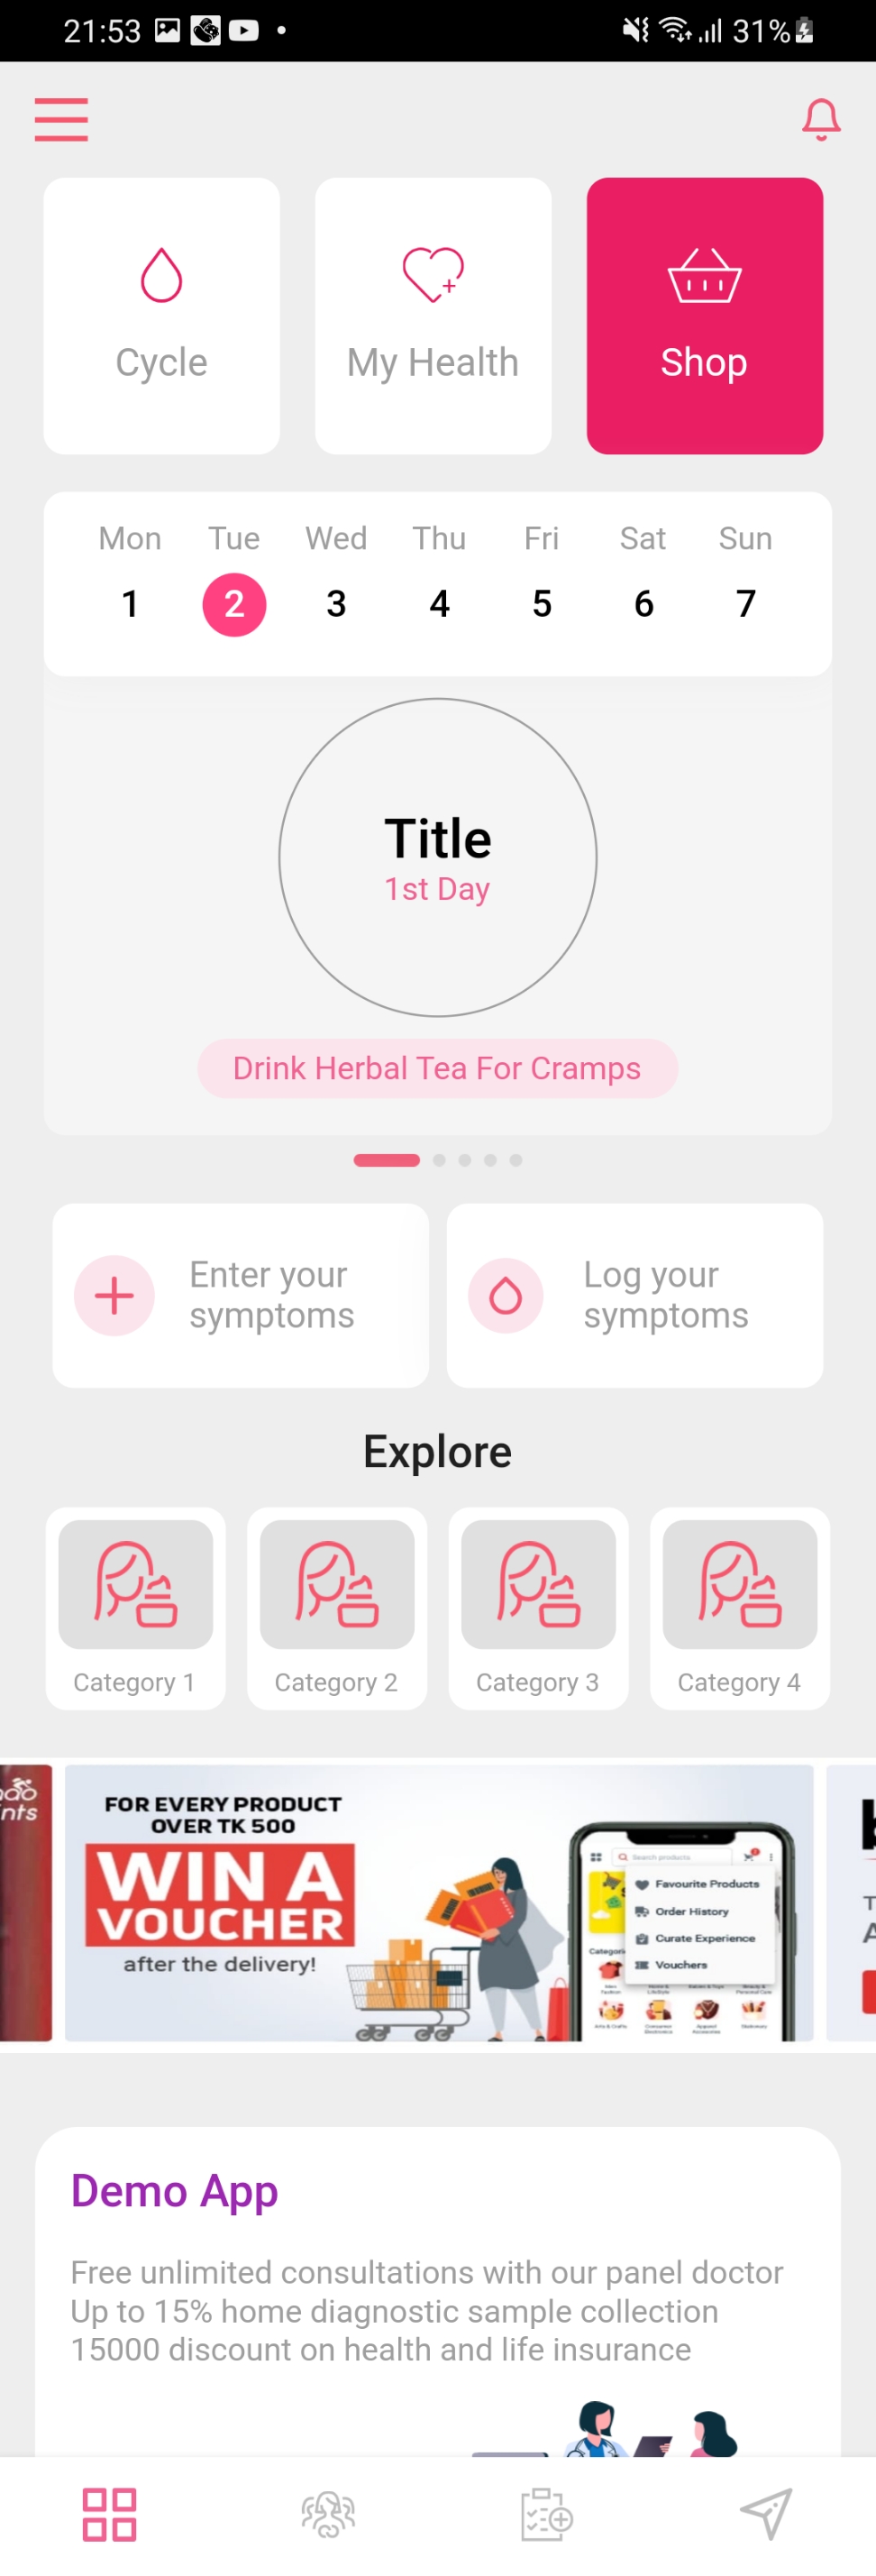 21:53
31%
Cycle
My Health
Shop
Mon Tue Wed Thu Fri Sat Sun
1 2 3 4 5 6 7
Title
1st Day
Drink Herbal Tea For Cramps
Enter your
symptoms
Log your
symptoms
Explore
Category 1
Category 2
Category 3
Category 4
nts
FOR EVERY PRODUCT
OVER TK 500
WIN A
VOUCHER
after the delivery!
Search products
Favourite Products
Order History
Curate Experience
Vouchers
Demo App
Free unlimited consultations with our panel doctor
Up to 15% home diagnostic sample collection
15000 discount on health and life insurance